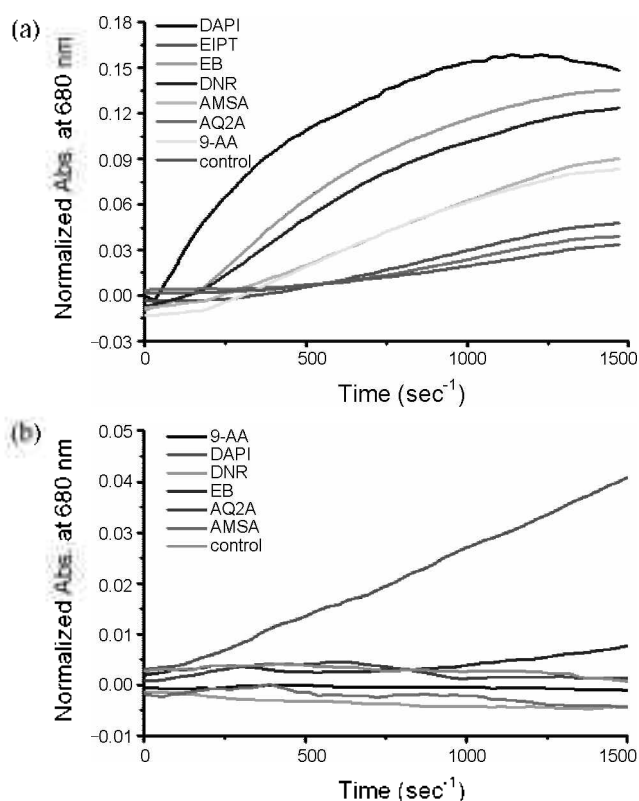 (a)
DAPI
EIPT
EB
DNR
AMSA
AQ2A
9-AA
control
0.18
0.15
0.12
0.09
0.06
0.03
0.00
−0.03
Normalized Abs. at 680 nm
0
500
1000
1500
Time (sec⁻¹)
(b)
9-AA
DAPI
DNR
EB
AQ2A
AMSA
control
0.05
0.04
0.03
0.02
0.01
0.00
−0.01
Normalized Abs. at 680 nm
0
500
1000
1500
Time (sec⁻¹)